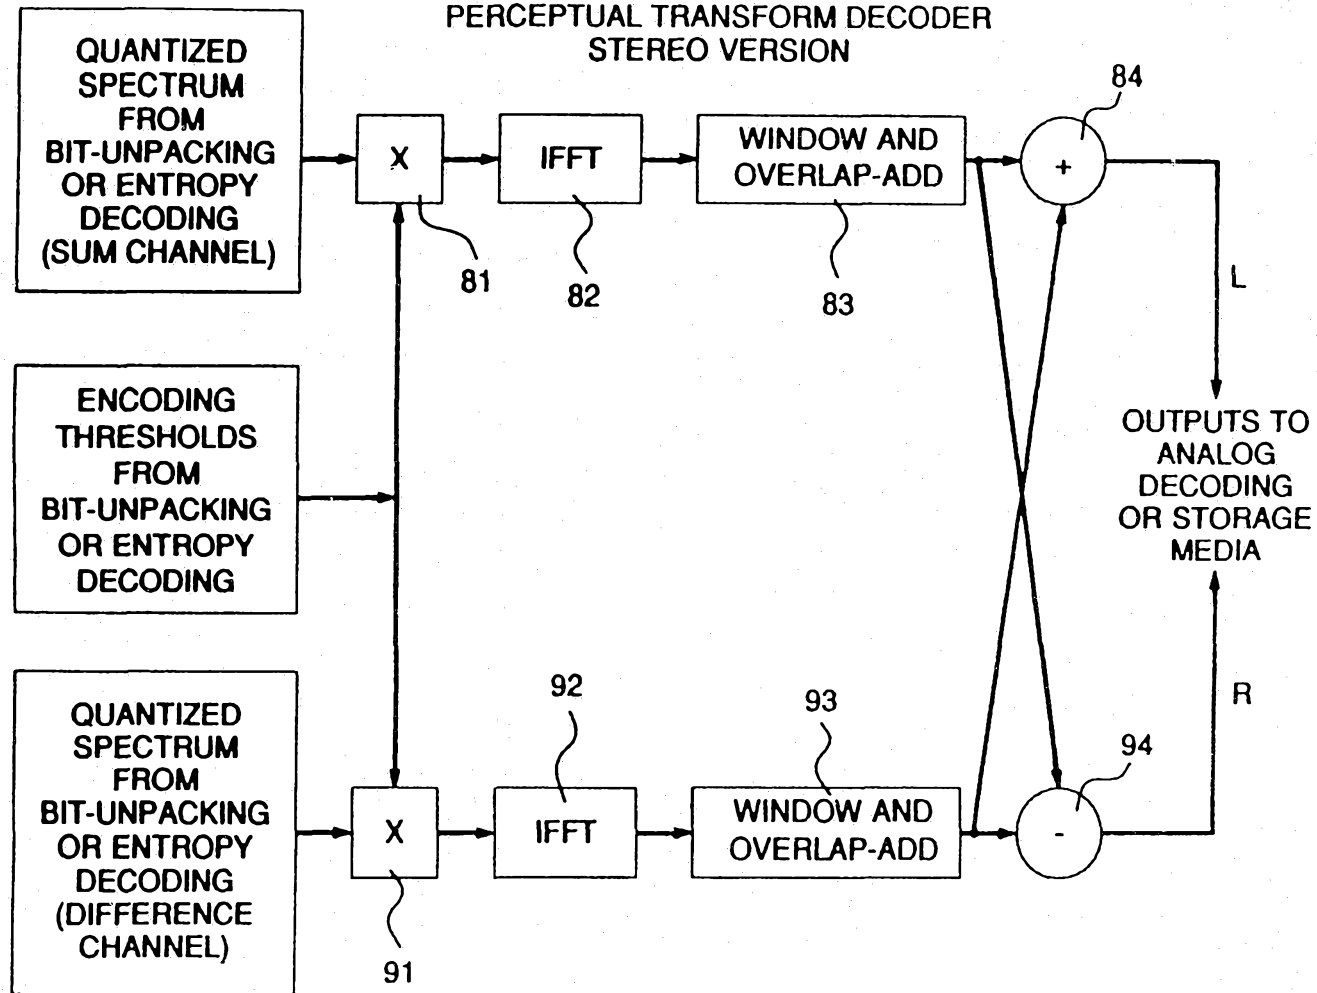 PERCEPTUAL TRANSFORM DECODER
STEREO VERSION
QUANTIZED
SPECTRUM
FROM
BIT-UNPACKING
OR ENTROPY
DECODING
(SUM CHANNEL)
X
81
IFFT
82
WINDOW AND
OVERLAP-ADD
83
+
84
L
ENCODING
THRESHOLDS
FROM
BIT-UNPACKING
OR ENTROPY
DECODING
OUTPUTS TO
ANALOG
DECODING
OR STORAGE
MEDIA
R
QUANTIZED
SPECTRUM
FROM
BIT-UNPACKING
OR ENTROPY
DECODING
(DIFFERENCE
CHANNEL)
X
91
92
IFFT
93
WINDOW AND
OVERLAP-ADD
-
94